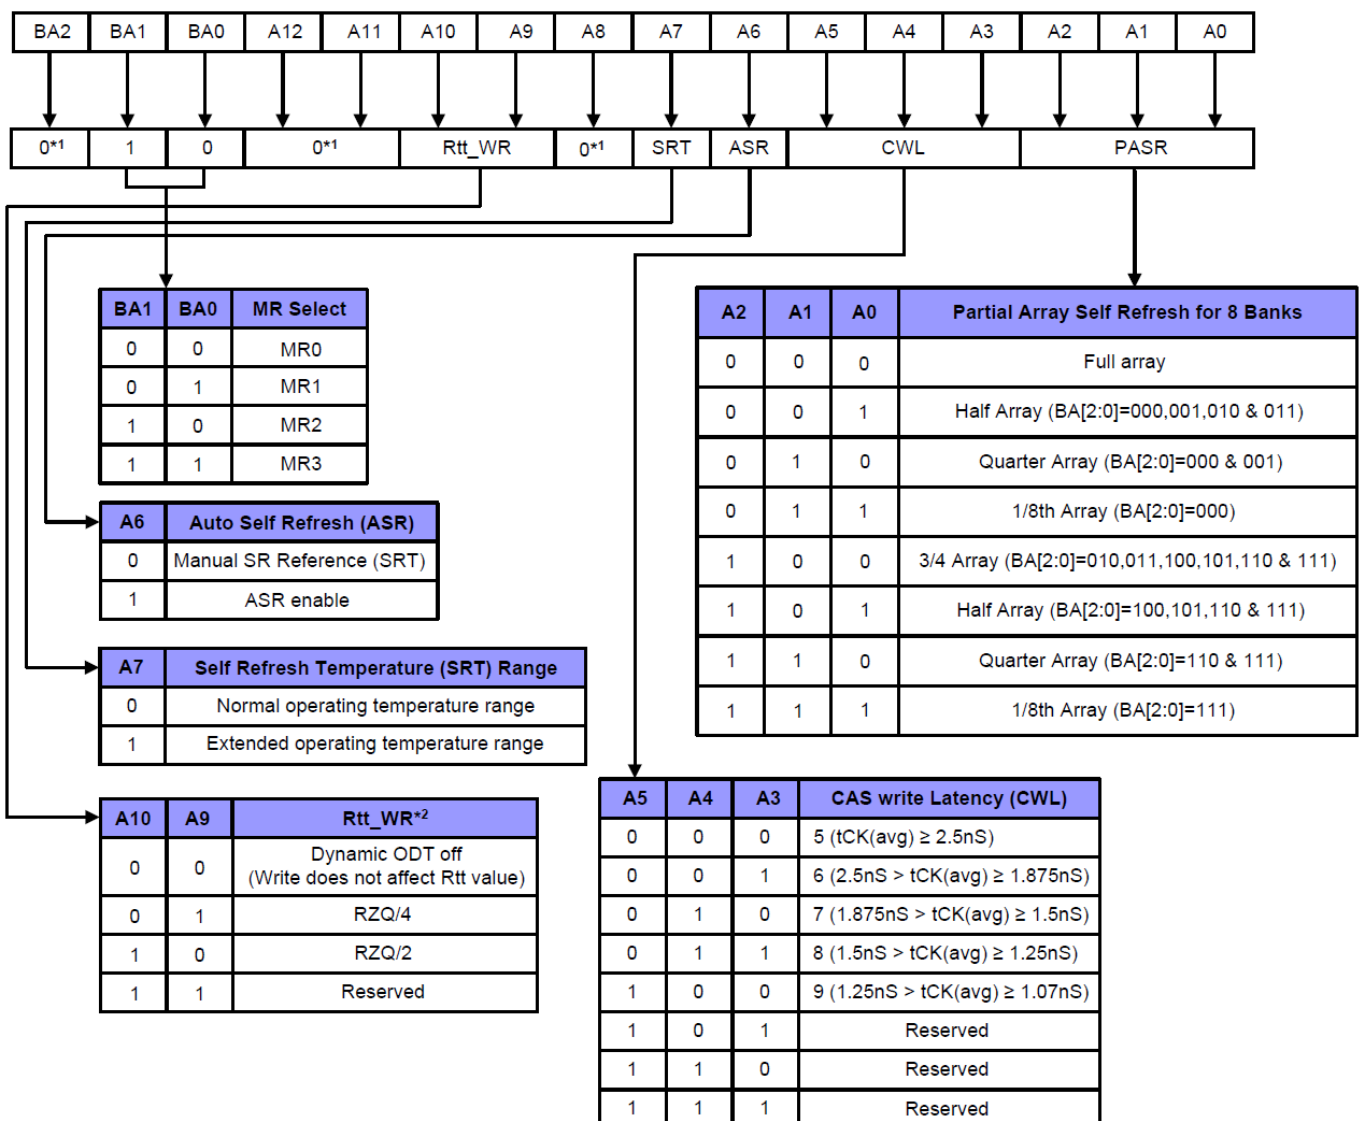 BA2 BA1 BA0 A12 A11 A10 A9 A8 A7 A6 A5 A4 A3 A2 A1 A0
0*1 1 0 0*1 Rtt_WR 0*1 SRT ASR CWL PASR
BA1 BA0 MR Select
0 0 MR0
0 1 MR1
1 0 MR2
1 1 MR3
A6 Auto Self Refresh (ASR)
0 Manual SR Reference (SRT)
1 ASR enable
A7 Self Refresh Temperature (SRT) Range
0 Normal operating temperature range
1 Extended operating temperature range
A10 A9 Rtt_WR*2
0 0 Dynamic ODT off
(Write does not affect Rtt value)
0 1 RZQ/4
1 0 RZQ/2
1 1 Reserved
A2 A1 A0 Partial Array Self Refresh for 8 Banks
0 0 0 Full array
0 0 1 Half Array (BA[2:0]=000,001,010 & 011)
0 1 0 Quarter Array (BA[2:0]=000 & 001)
0 1 1 1/8th Array (BA[2:0]=000)
1 0 0 3/4 Array (BA[2:0]=010,011,100,101,110 & 111)
1 0 1 Half Array (BA[2:0]=100,101,110 & 111)
1 1 0 Quarter Array (BA[2:0]=110 & 111)
1 1 1 1/8th Array (BA[2:0]=111)
A5 A4 A3 CAS write Latency (CWL)
0 0 0 5 (tCK(avg) ≥ 2.5nS)
0 0 1 6 (2.5nS > tCK(avg) ≥ 1.875nS)
0 1 0 7 (1.875nS > tCK(avg) ≥ 1.5nS)
0 1 1 8 (1.5nS > tCK(avg) ≥ 1.25nS)
1 0 0 9 (1.25nS > tCK(avg) ≥ 1.07nS)
1 0 1 Reserved
1 1 0 Reserved
1 1 1 Reserved